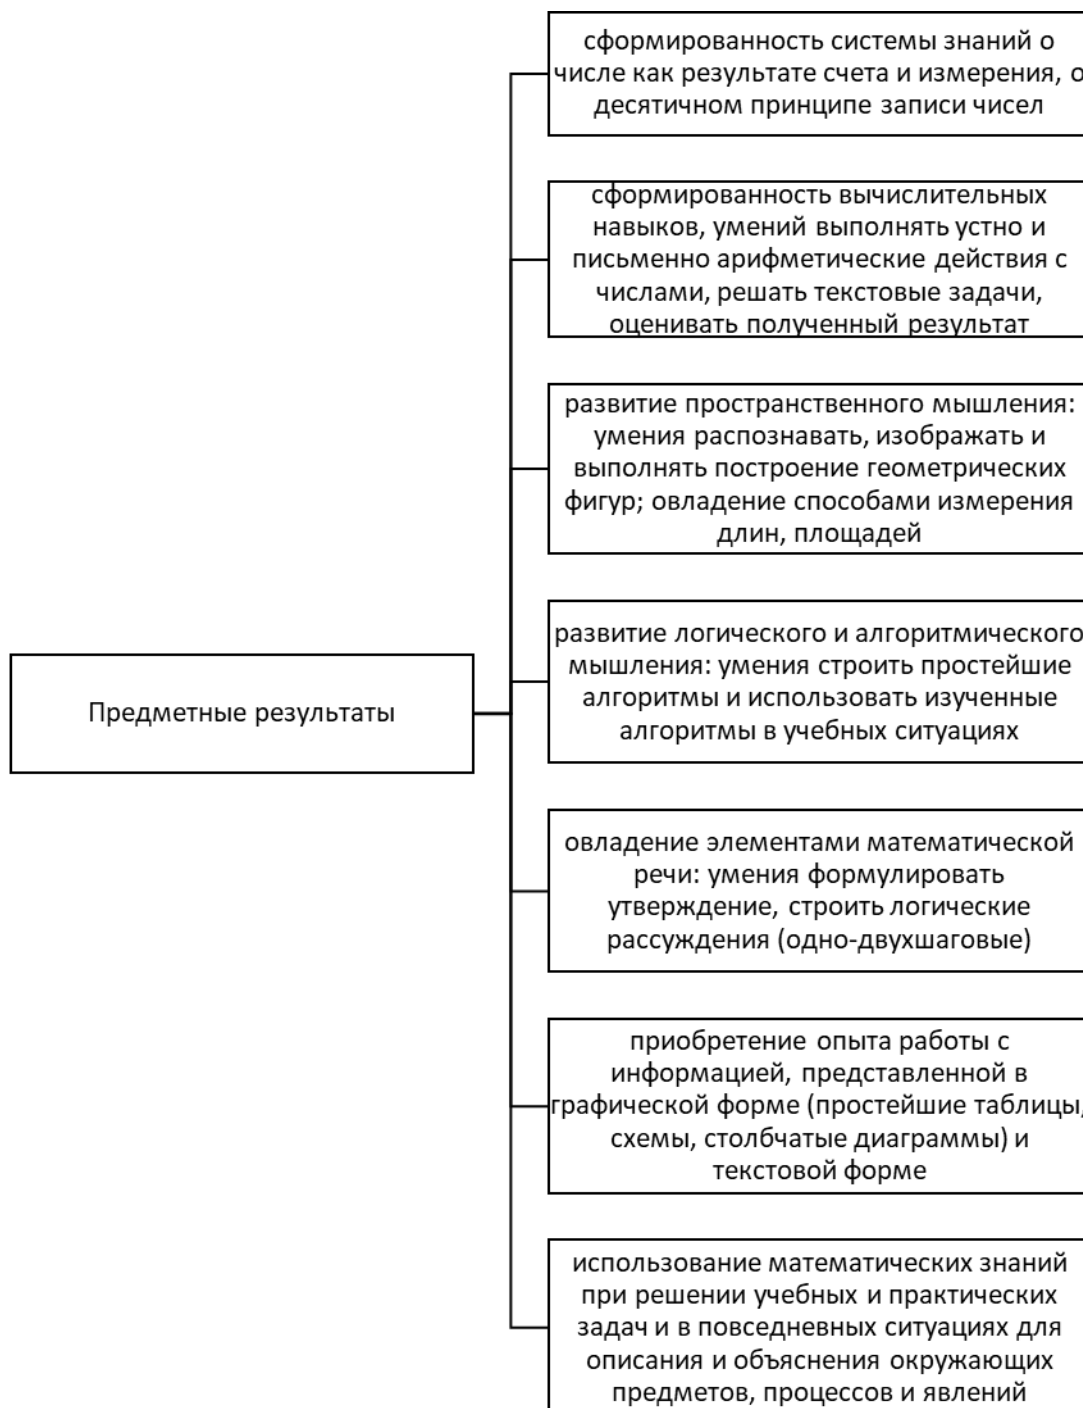 сформированность системы знаний о
числе как результате счета и измерения, о
десятичном принципе записи чисел
сформированность вычислительных
навыков, умений выполнять устно и
письменно арифметические действия с
числами, решать текстовые задачи,
оценивать полученный результат
развитие пространственного мышления:
умения распознавать, изображать и
выполнять построение геометрических
фигур; овладение способами измерения
длин, площадей
развитие логического и алгоритмического
мышления: умения строить простейшие
алгоритмы и использовать изученные
алгоритмы в учебных ситуациях
Предметные результаты
овладение элементами математической
речи: умения формулировать
утверждение, строить логические
рассуждения (одно-двухшаговые)
приобретение опыта работы с
информацией, представленной в
графической форме (простейшие таблицы,
схемы, столбчатые диаграммы) и
текстовой форме
использование математических знаний
при решении учебных и практических
задач и в повседневных ситуациях для
описания и объяснения окружающих
предметов, процессов и явлений